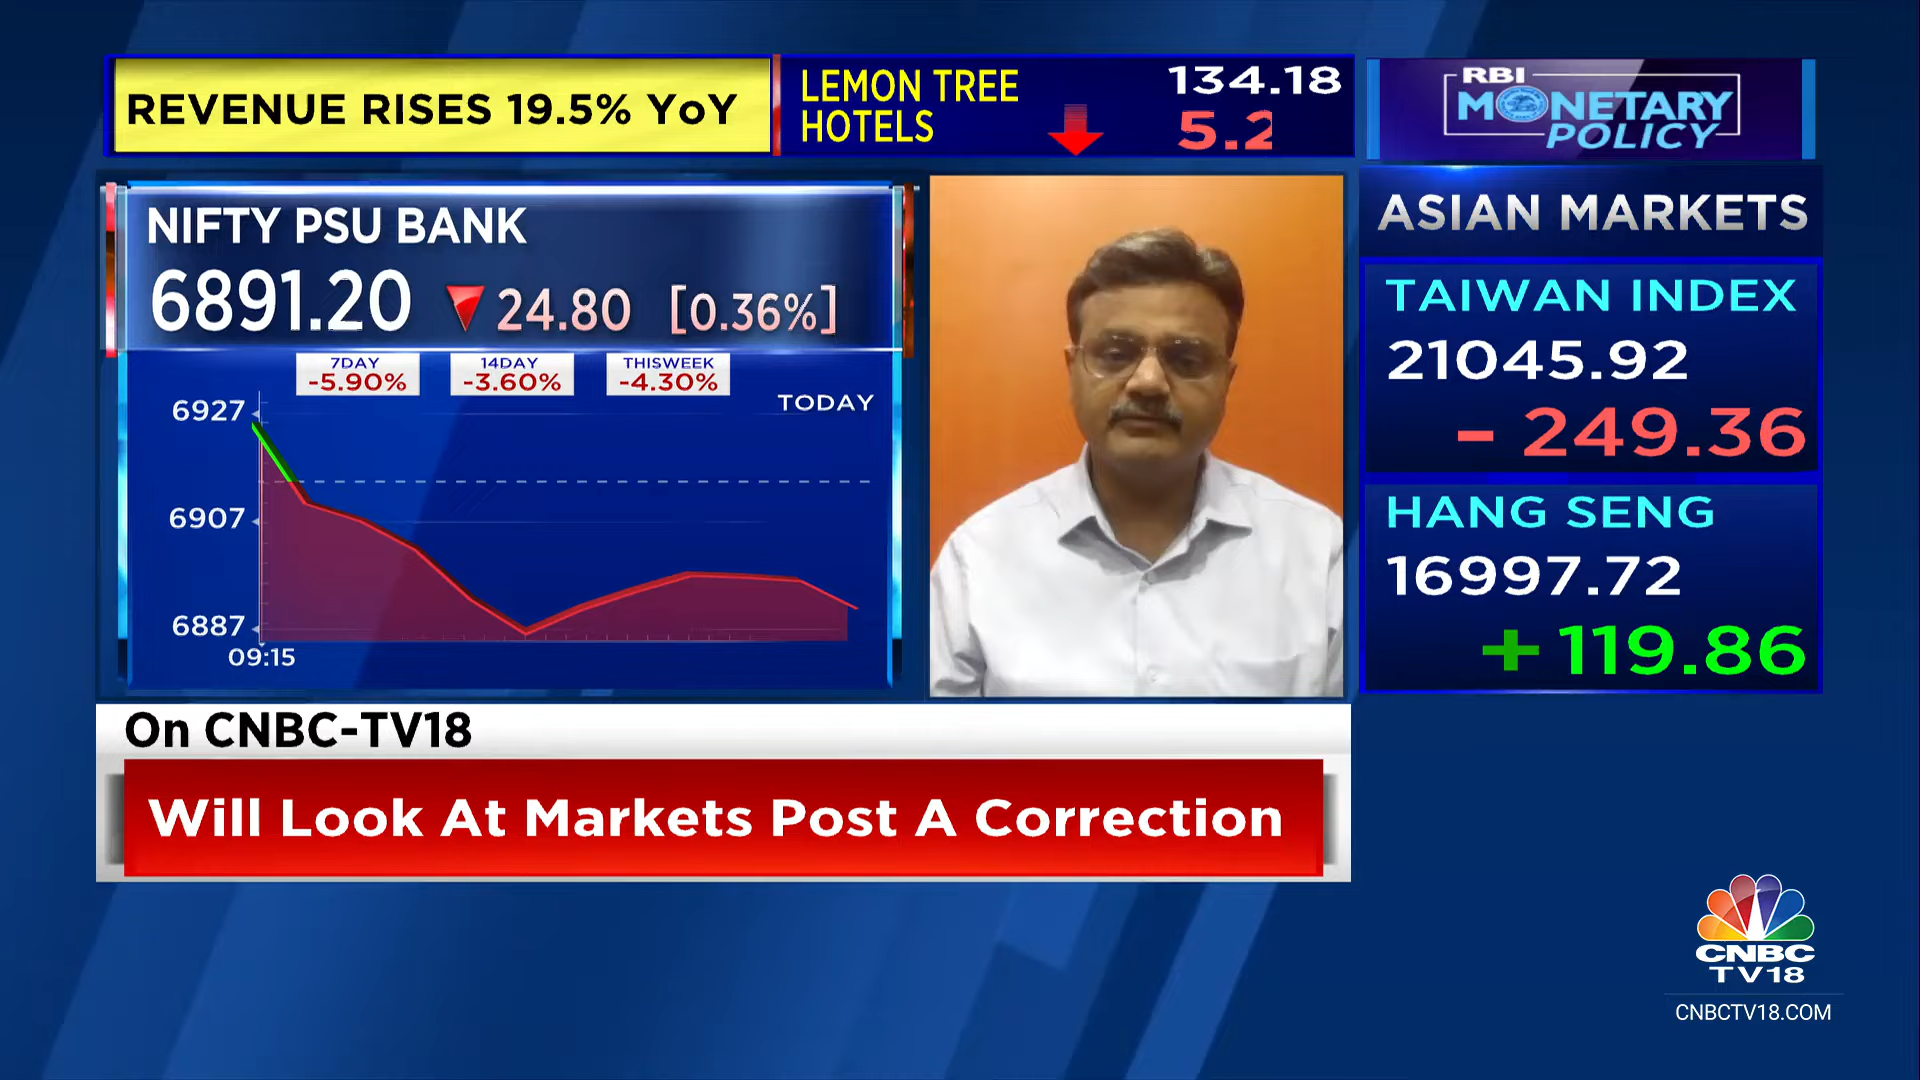 REVENUE RISES 19.5% YoY
LEMON TREE
HOTELS
134.18
5.2
RBI
MONETARY
POLICY
NIFTY PSU BANK
6891.20 24.80 [0.36%]
7DAY
-5.90%
14DAY
-3.60%
THISWEEK
-4.30%
TODAY
6927
6907
6887
09:15
ASIAN MARKETS
TAIWAN INDEX
21045.92
- 249.36
HANG SENG
16997.72
+ 119.86
On CNBC-TV18
Will Look At Markets Post A Correction
CNBC
TV18
CNBCTV18.COM